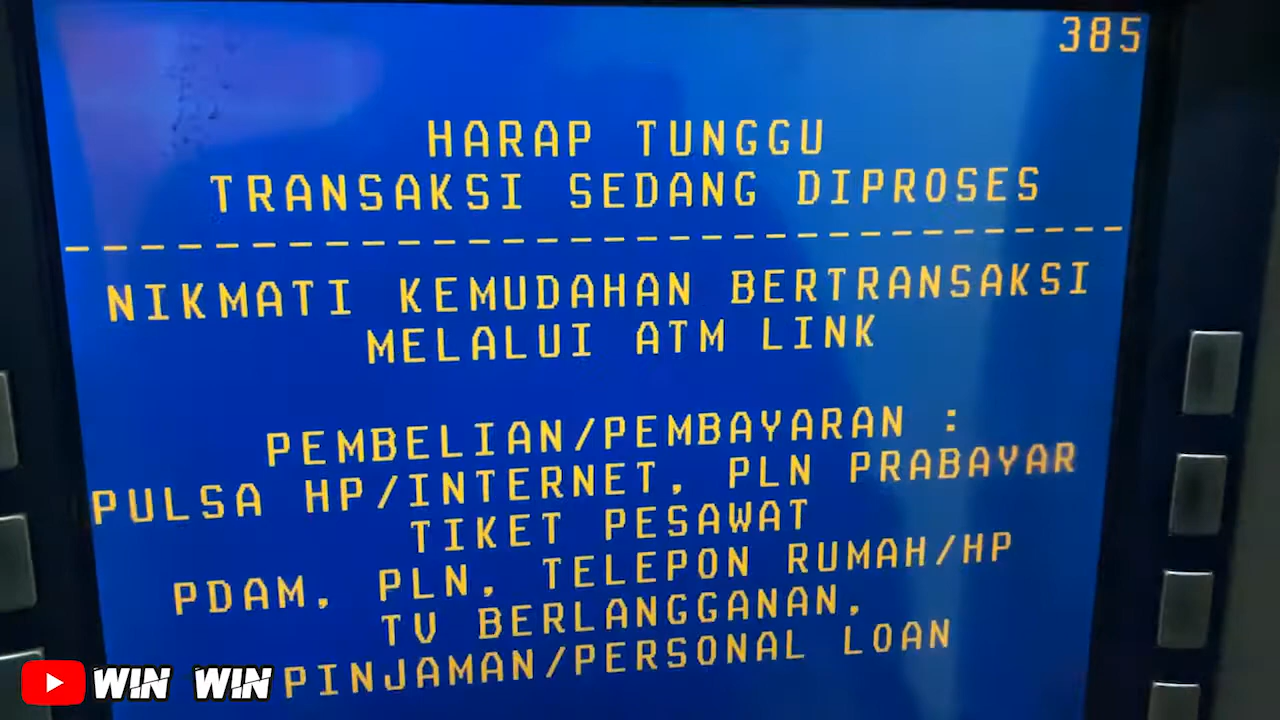 385
HARAP TUNGGU
TRANSAKSI SEDANG DIPROSES
----------------------------------
NIKMATI KEMUDAHAN BERTRANSAKSI
MELALUI ATM LINK
PEMBELIAN/PEMBAYARAN :
PULSA HP/INTERNET, PLN PRABAYAR
TIKET PESAWAT
PDAM, PLN, TELEPON RUMAH/HP
TV BERLANGGANAN,
PINJAMAN/PERSONAL LOAN
WIN WIN